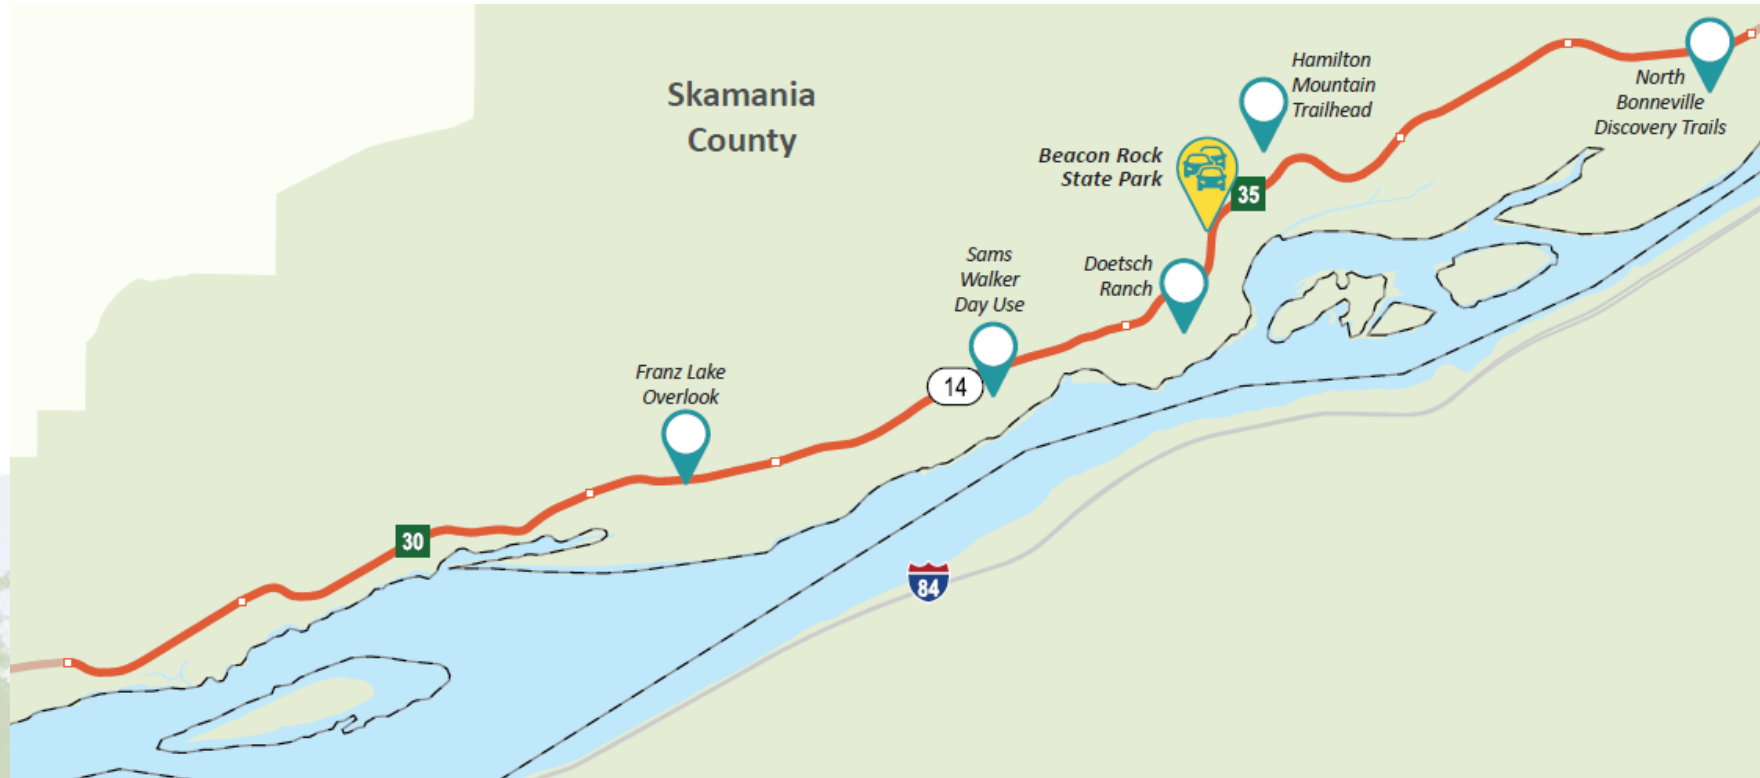 Skamania
County
Hamilton
Mountain
Trailhead
North
Bonneville
Discovery Trails
Beacon Rock
State Park
35
Sams
Walker
Day Use
Doetsch
Ranch
Franz Lake
Overlook
14
30
84